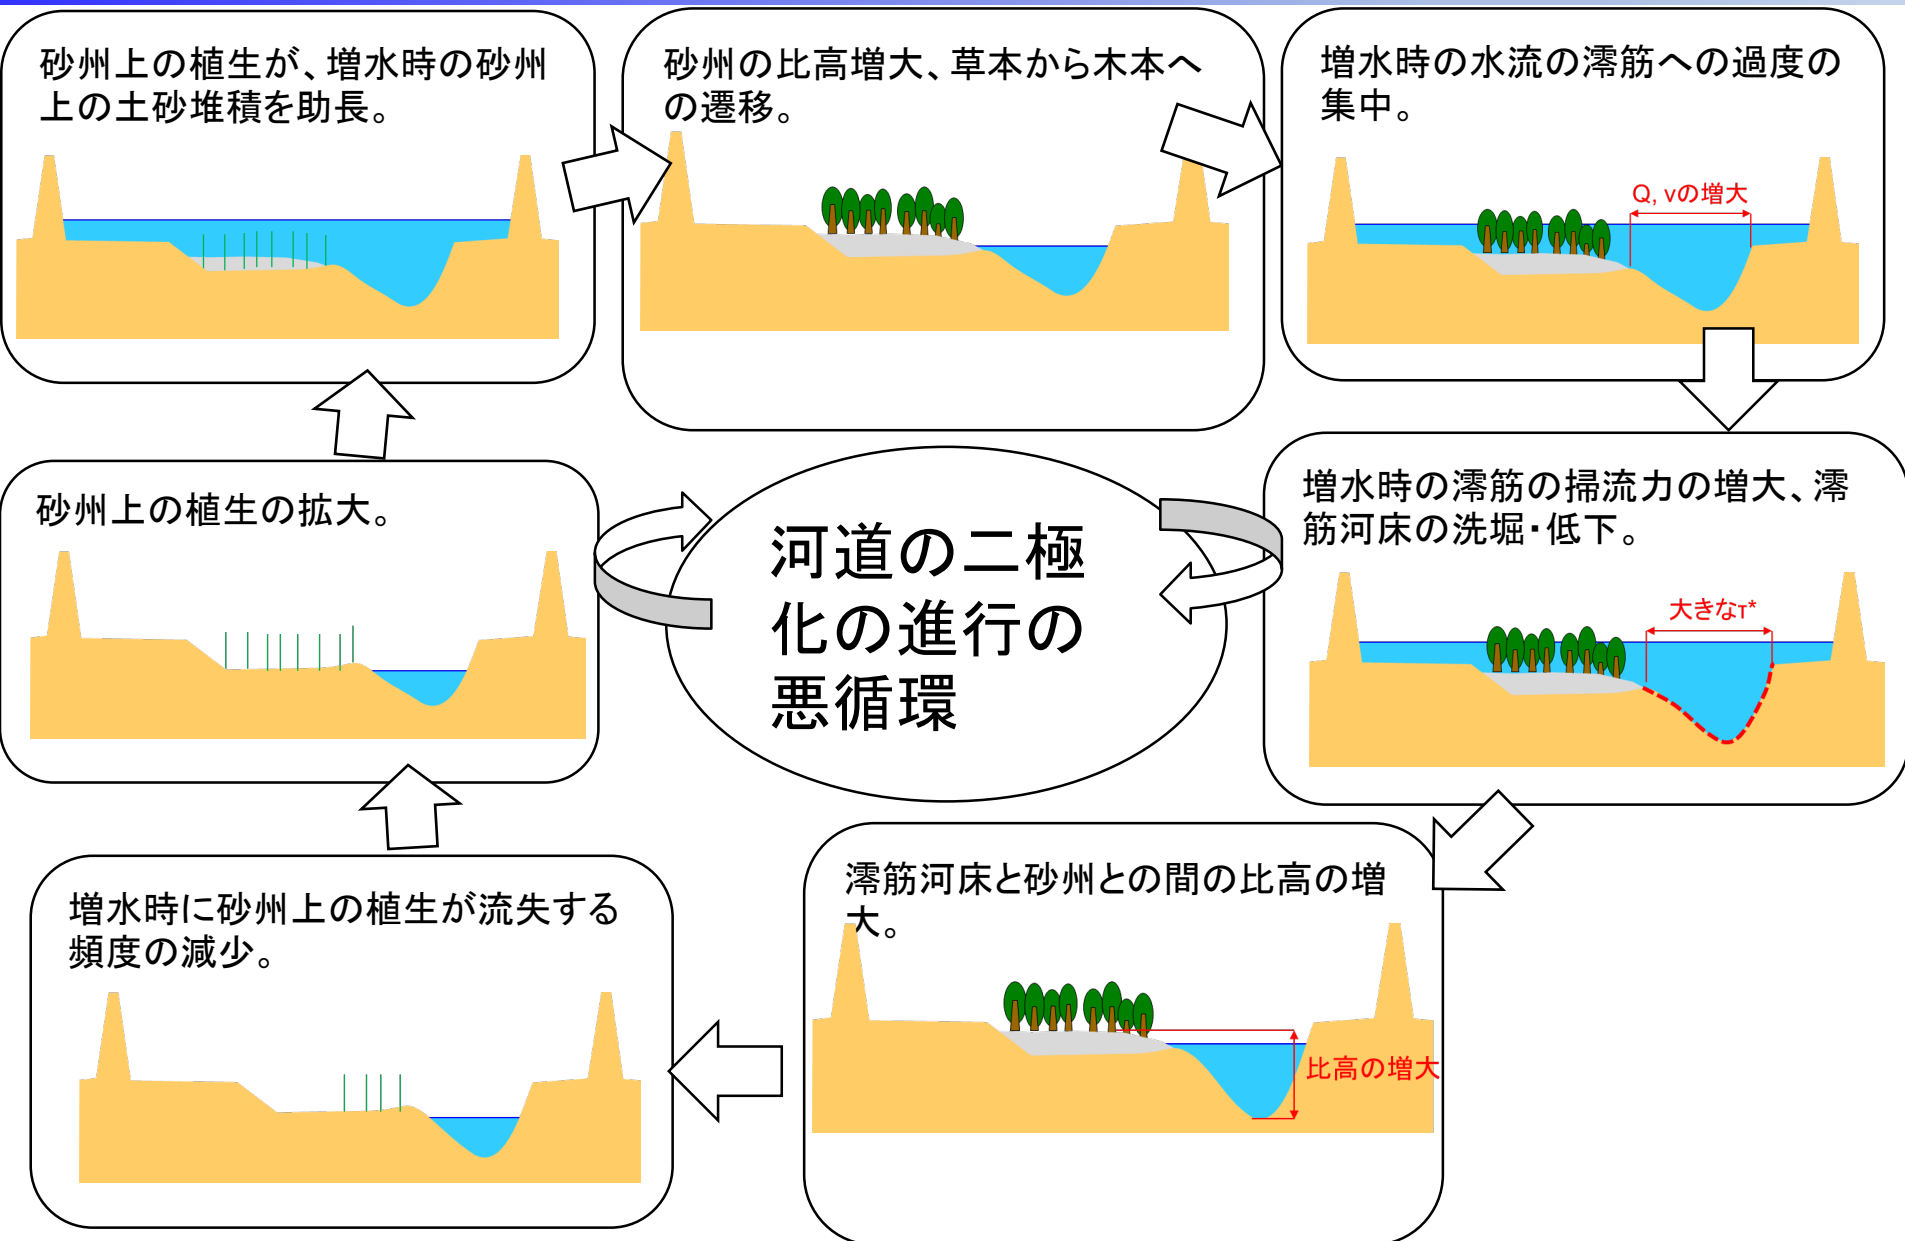 砂州上の植生が、増水時の砂州
上の土砂堆積を助長。
砂州の比高増大、草本から木本へ
の遷移。
増水時の水流の澪筋への過度の
集中。
Q, vの増大
砂州上の植生の拡大。
河道の二極
化の進行の
悪循環
増水時の澪筋の掃流力の増大、澪
筋河床の洗堀・低下。
大きなτ*
増水時に砂州上の植生が流失する
頻度の減少。
澪筋河床と砂州との間の比高の増
大。
比高の増大